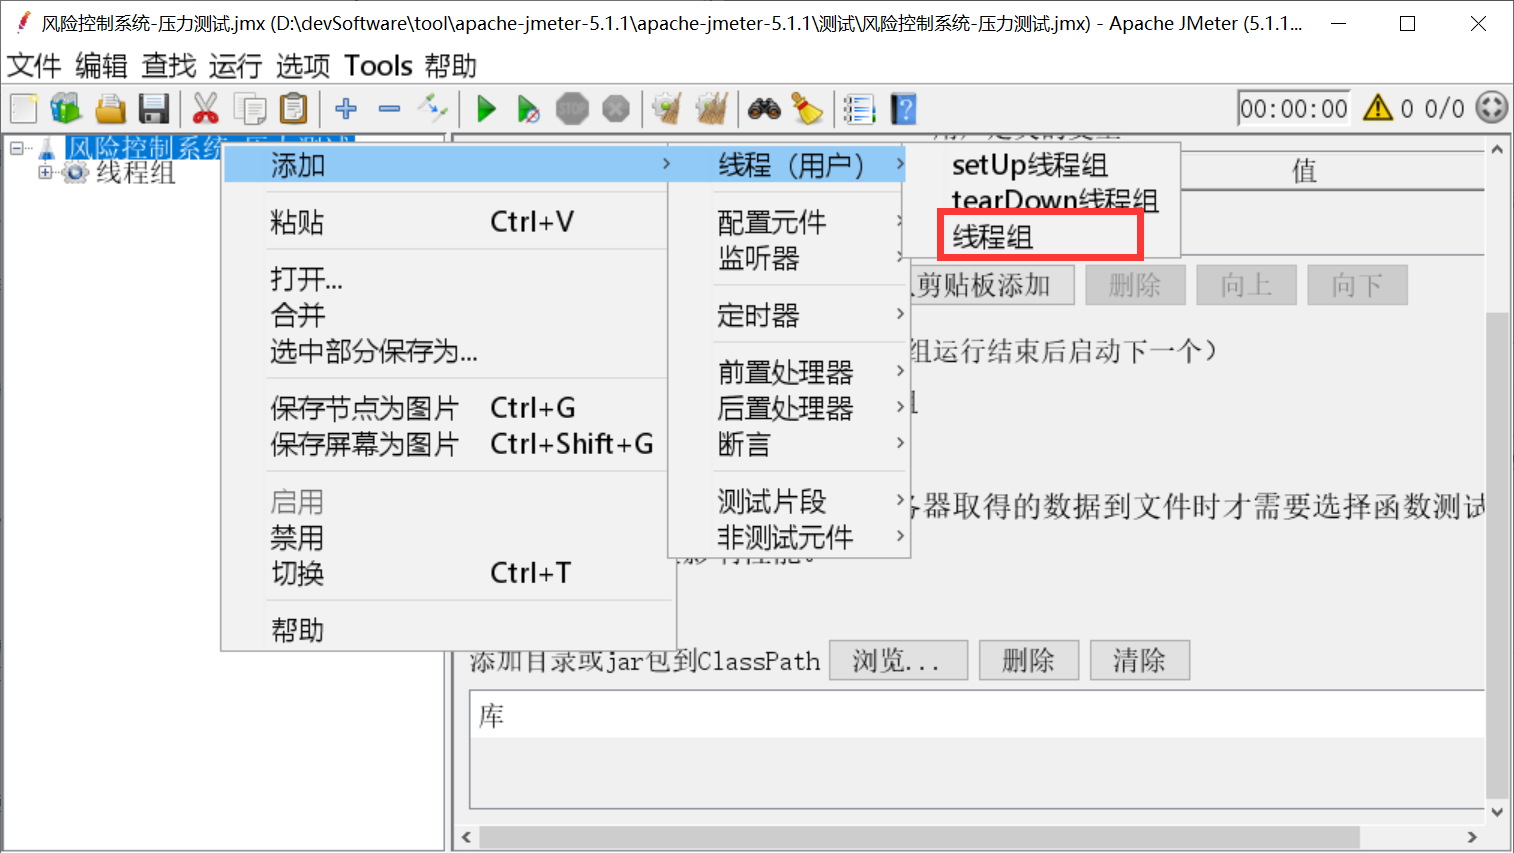 风险控制系统-压力测试.jmx (D:\devSoftware\tool\apache-jmeter-5.1.1\apache-jmeter-5.1.1\测试\风险控制系统-压力测试.jmx) - Apache JMeter (5.1.1...
文件 编辑 查找 运行 选项 Tools 帮助
STOP
00:00:00 0 0/0
风险控制系统
线程组
添加
粘贴 Ctrl+V
打开...
合并
选中部分保存为...
保存节点为图片 Ctrl+G
保存屏幕为图片 Ctrl+Shift+G
启用
禁用
切换 Ctrl+T
帮助
线程（用户）
配置元件
监听器
定时器
前置处理器
后置处理器
断言
测试片段
非测试元件
setUp线程组
tearDown线程组
线程组
值
剪贴板添加 删除 向上 向下
组运行结束后启动下一个）
器取得的数据到文件时才需要选择函数测试
添加目录或jar包到ClassPath 浏览... 删除 清除
库